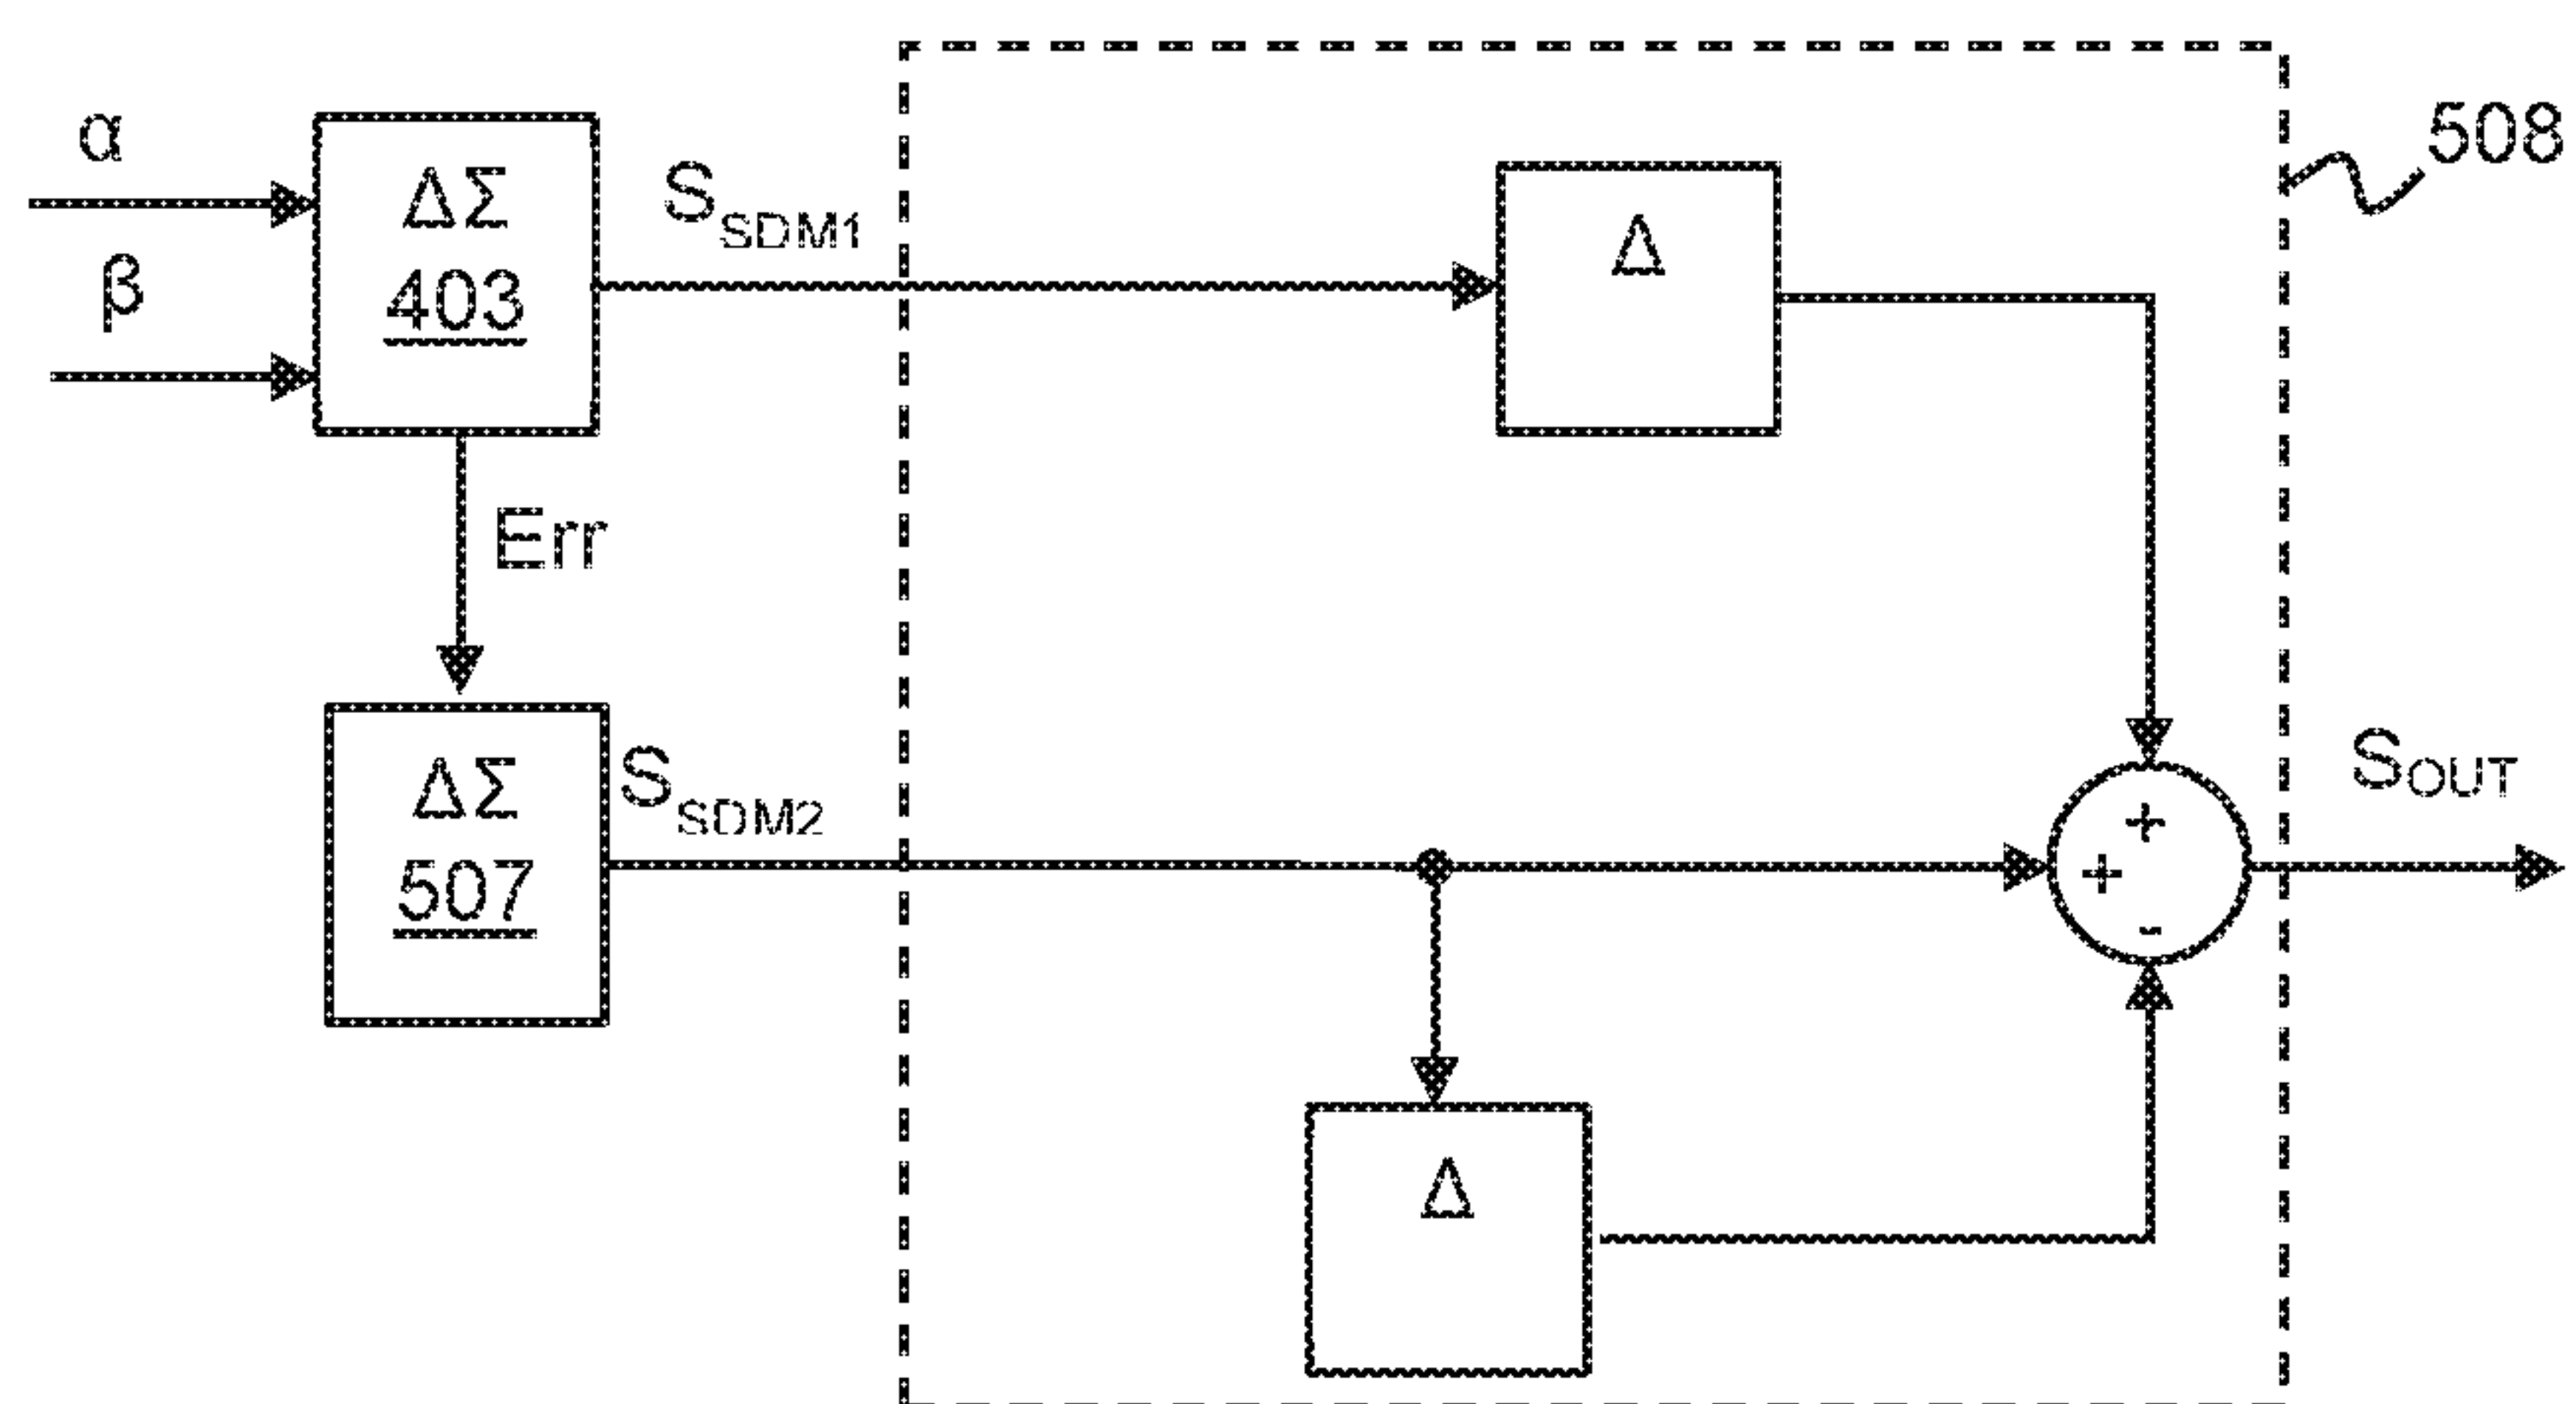 α
β
ΔΣ
403
S_SDM1
Δ
508
Err
ΔΣ
507
S_SDM2
+
+
-
S_OUT
Δ